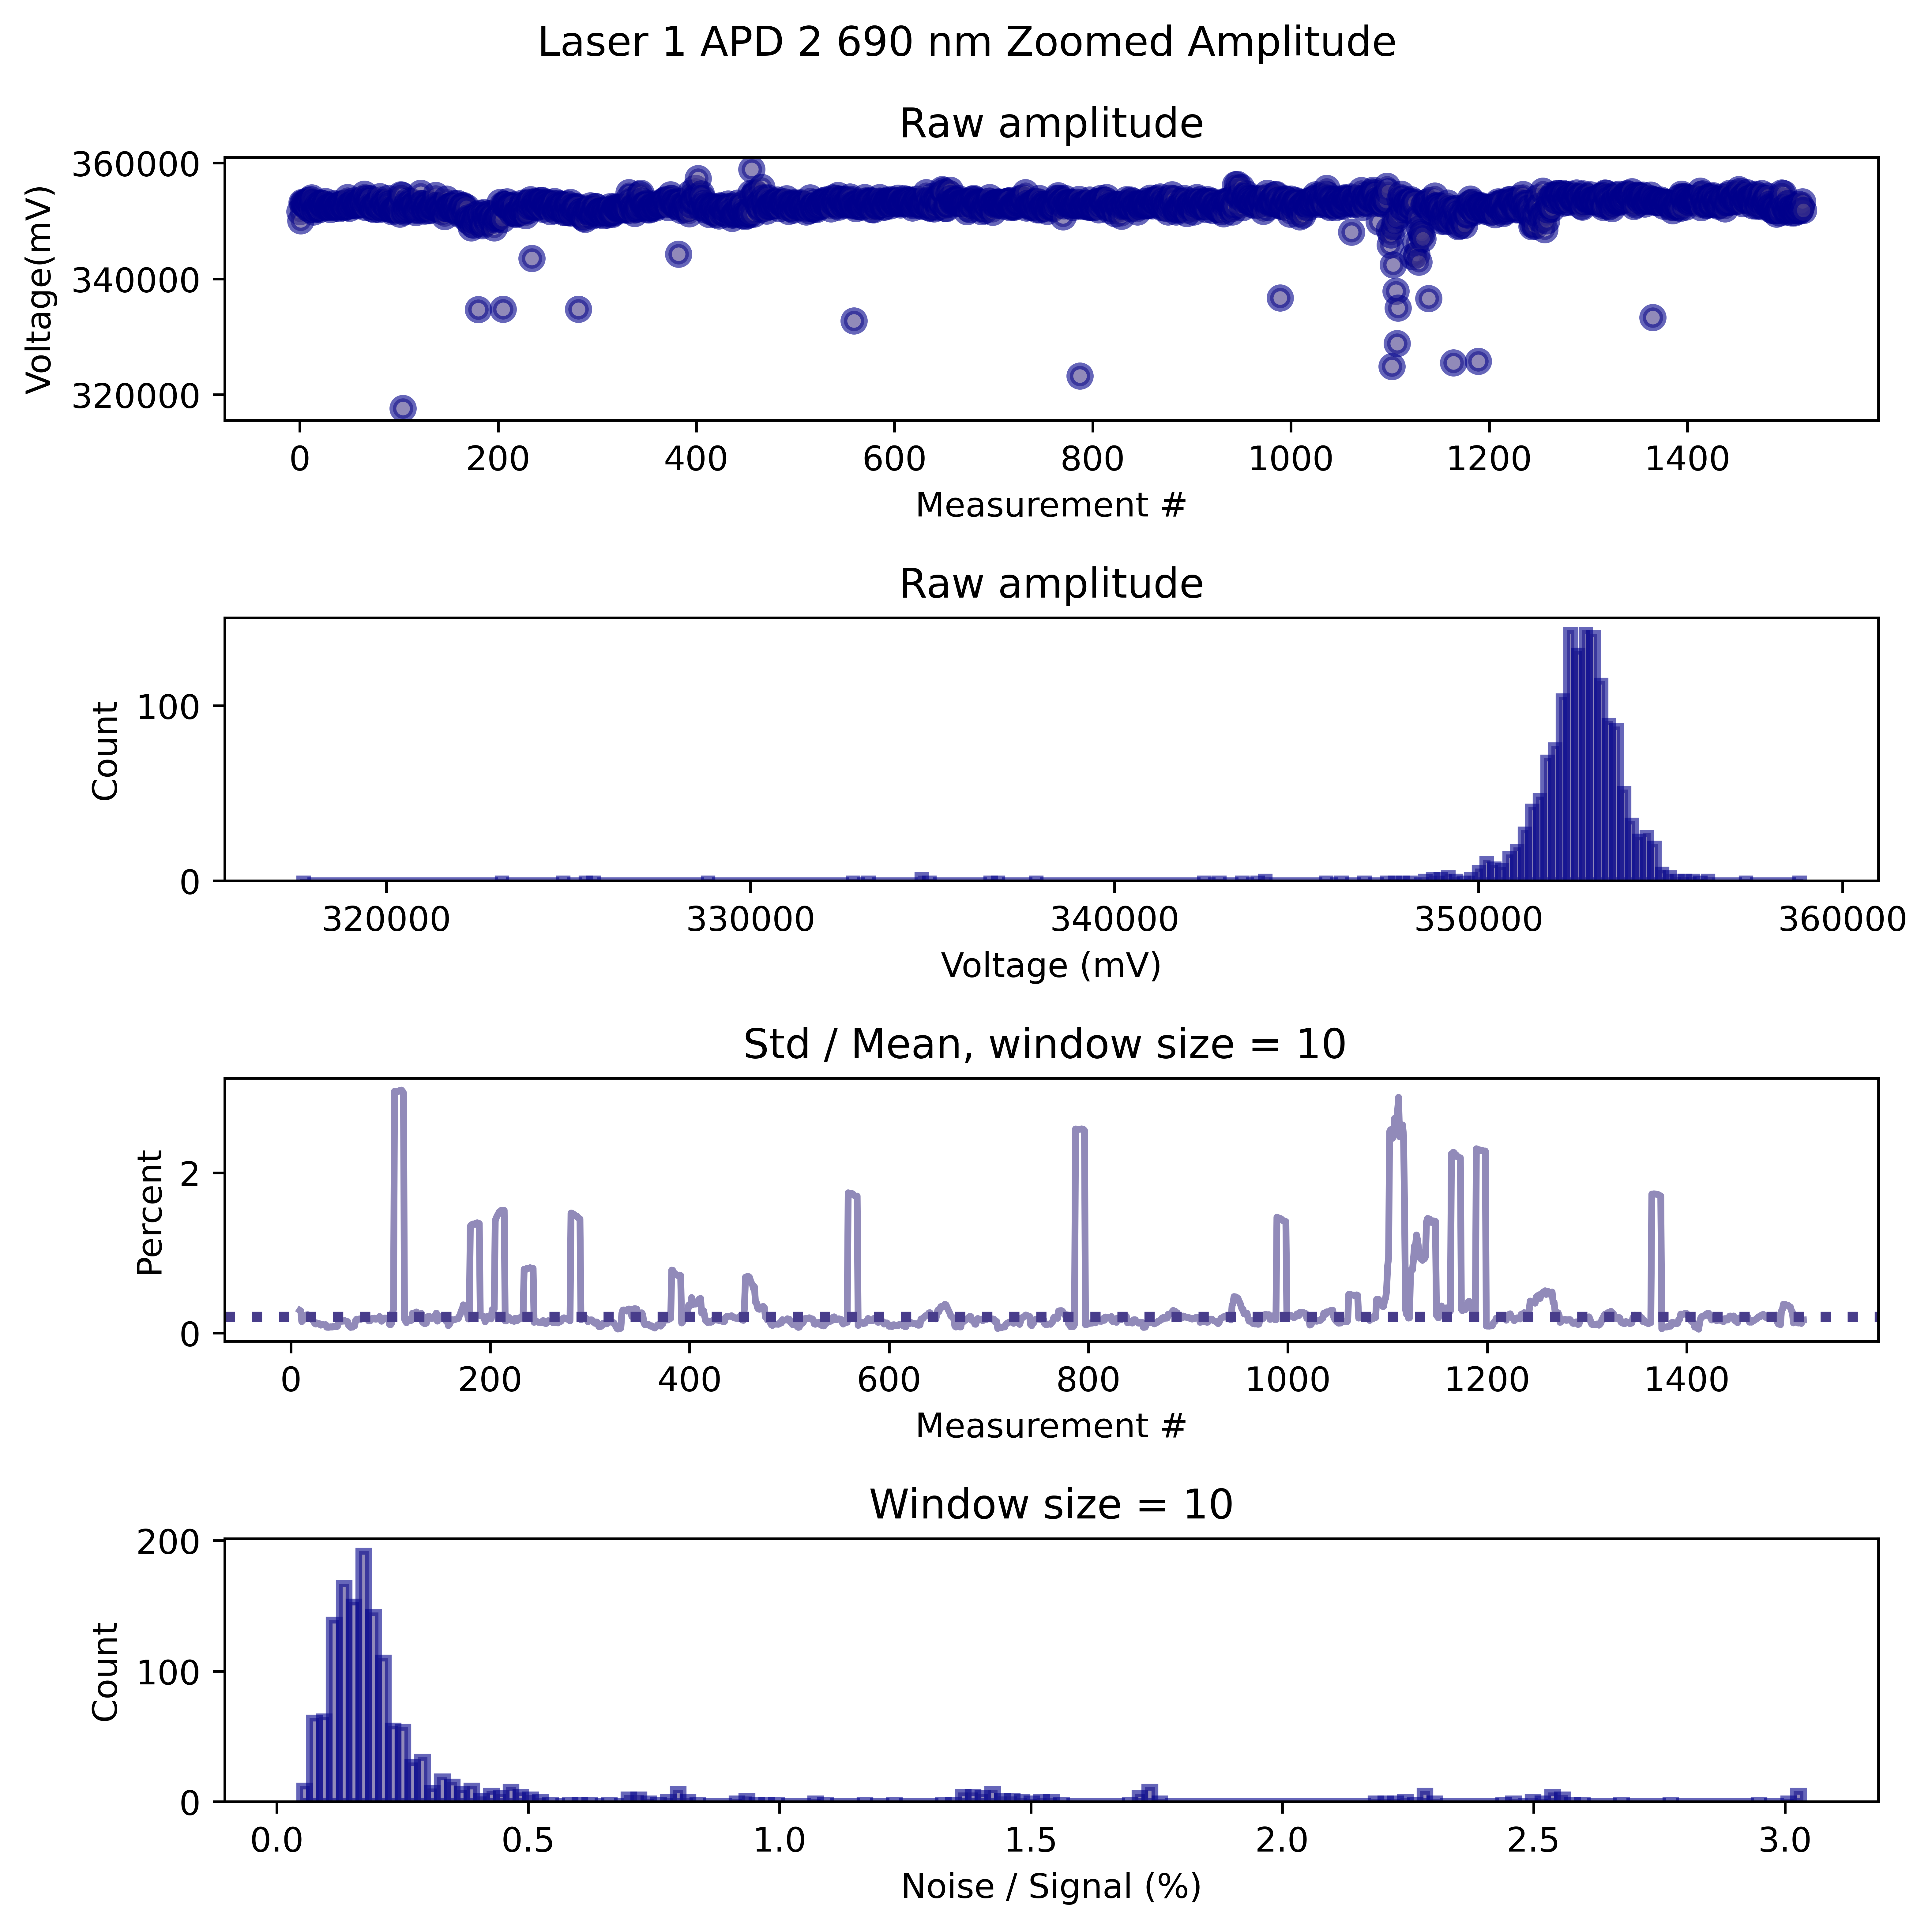 Laser 1 APD 2 690 nm Zoomed Amplitude
Raw amplitude
360000
340000
320000
Voltage(mV)
0 200 400 600 800 1000 1200 1400
Measurement #
Raw amplitude
100
0
Count
320000 330000 340000 350000 360000
Voltage (mV)
Std / Mean, window size = 10
2
0
Percent
0 200 400 600 800 1000 1200 1400
Measurement #
Window size = 10
200
100
0
Count
0.0 0.5 1.0 1.5 2.0 2.5 3.0
Noise / Signal (%)